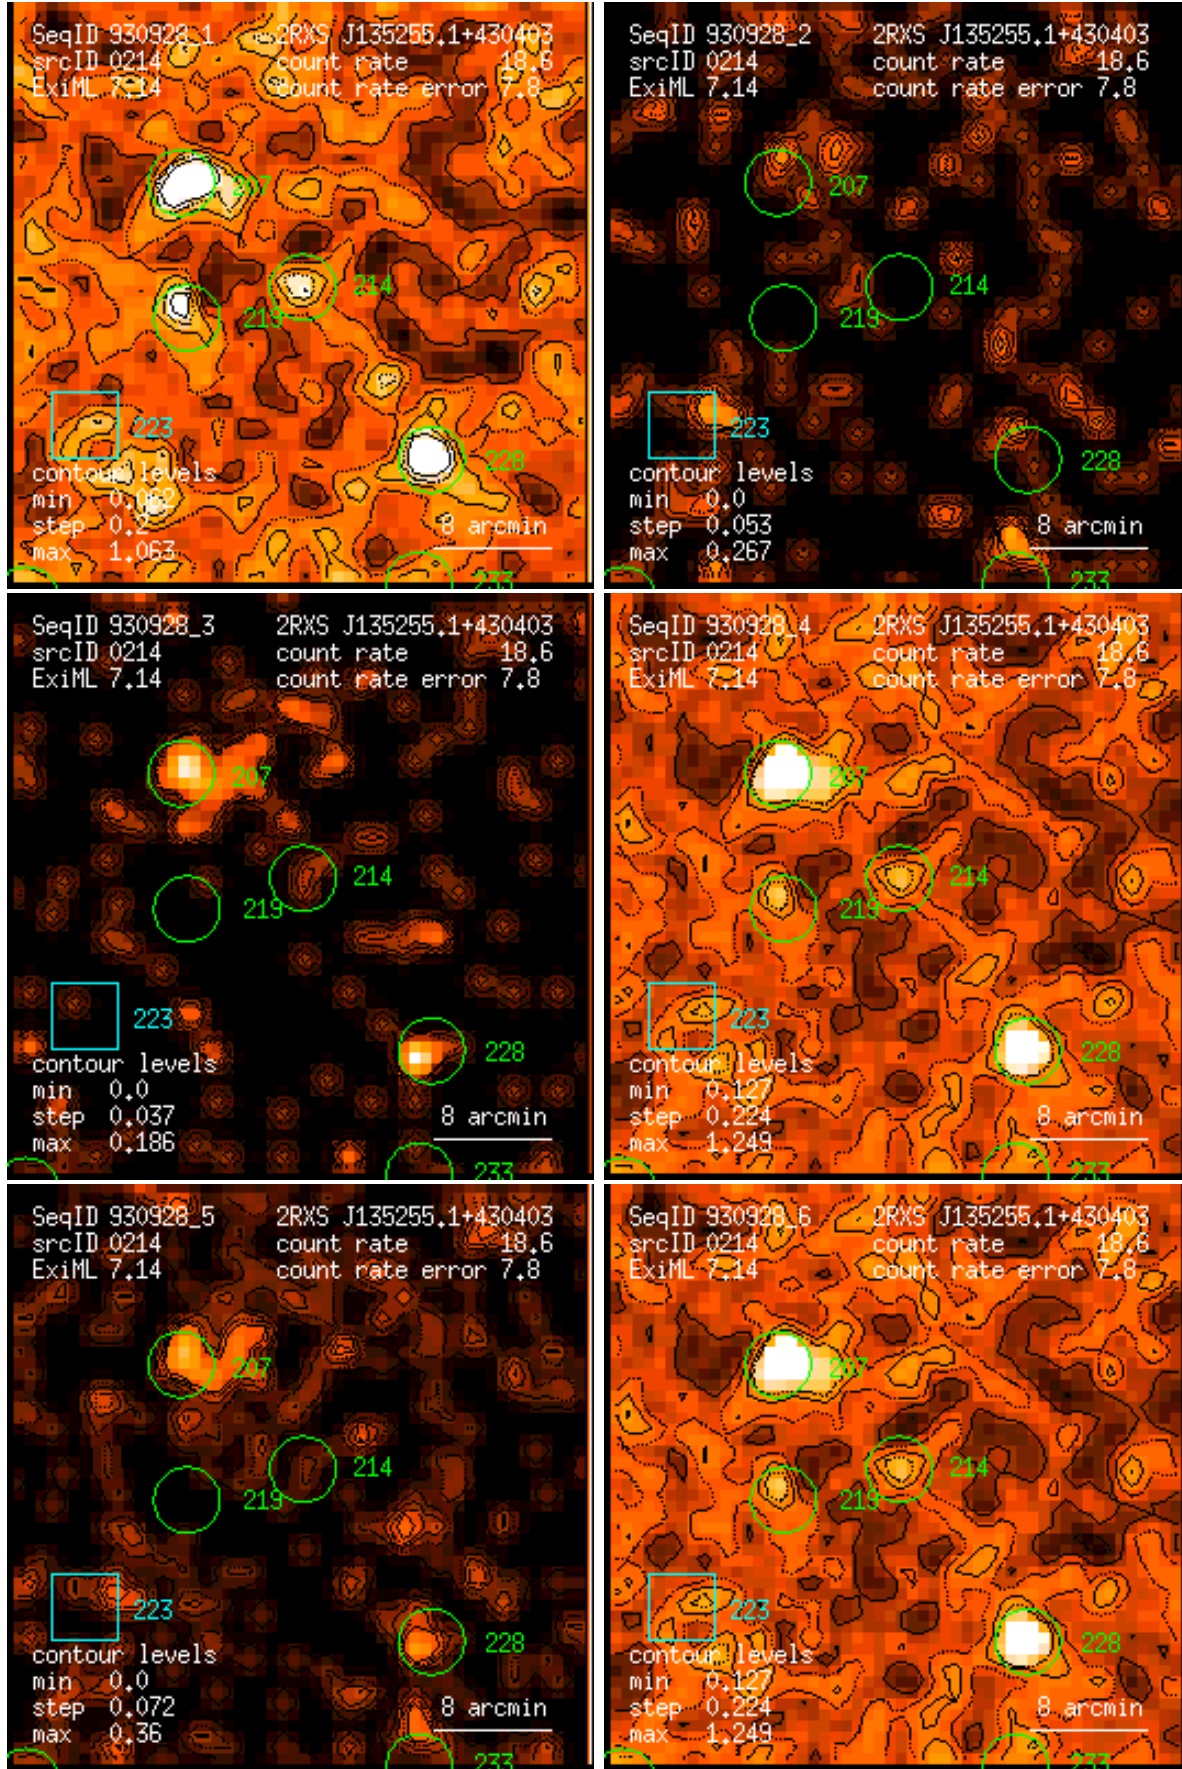 SeqID 930928_1 2RXS J135255.1+430403
srcID 0214 count rate 18.6
ExiML 7.14 count rate error 7.8
207
214
219
223
228
contour levels
min 0.062
step 0.2
max 1.063
8 arcmin
233
SeqID 930928_2 2RXS J135255.1+430403
srcID 0214 count rate 18.6
ExiML 7.14 count rate error 7.8
207
214
219
223
228
contour levels
min 0.0
step 0.053
max 0.267
8 arcmin
233
SeqID 930928_3 2RXS J135255.1+430403
srcID 0214 count rate 18.6
ExiML 7.14 count rate error 7.8
207
214
219
223
228
contour levels
min 0.0
step 0.037
max 0.186
8 arcmin
233
SeqID 930928_4 2RXS J135255.1+430403
srcID 0214 count rate 18.6
ExiML 7.14 count rate error 7.8
207
214
219
223
228
contour levels
min 0.127
step 0.224
max 1.249
8 arcmin
233
SeqID 930928_5 2RXS J135255.1+430403
srcID 0214 count rate 18.6
ExiML 7.14 count rate error 7.8
207
214
219
223
228
contour levels
min 0.0
step 0.072
max 0.36
8 arcmin
233
SeqID 930928_6 2RXS J135255.1+430403
srcID 0214 count rate 18.6
ExiML 7.14 count rate error 7.8
207
214
219
223
228
contour levels
min 0.127
step 0.224
max 1.249
8 arcmin
233